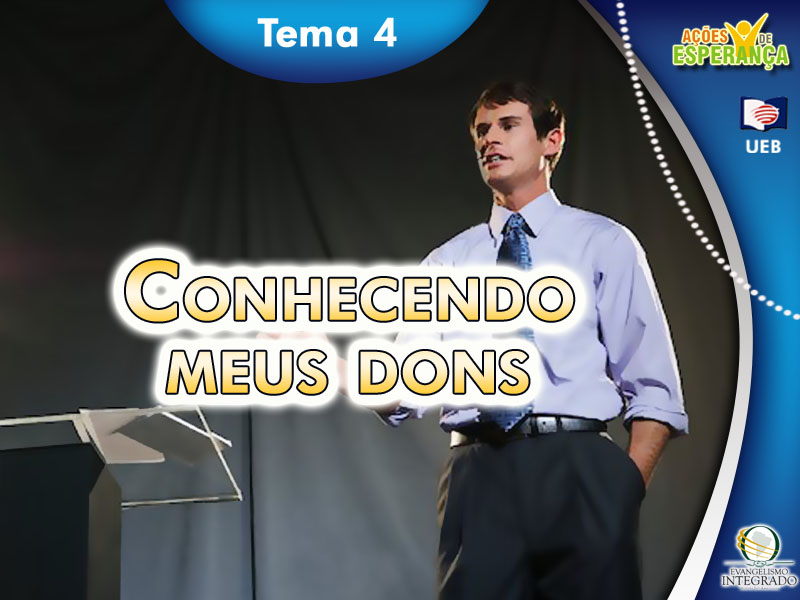 Tema 4
AÇÕES DE
ESPERANÇA
UEB
CONHECENDO
MEUS DONS
EVANGELISMO
INTEGRADO